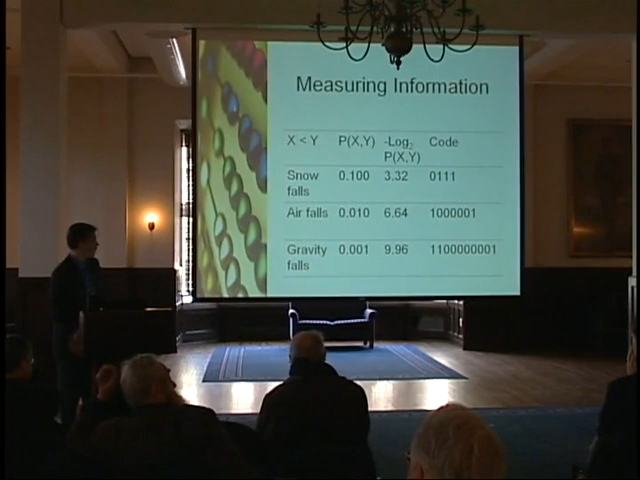 Measuring Information
X < Y P(X,Y) -Log2 Code
P(X,Y)
Snow 0.100 3.32 0111
falls
Air falls 0.010 6.64 1000001
Gravity 0.001 9.96 1100000001
falls